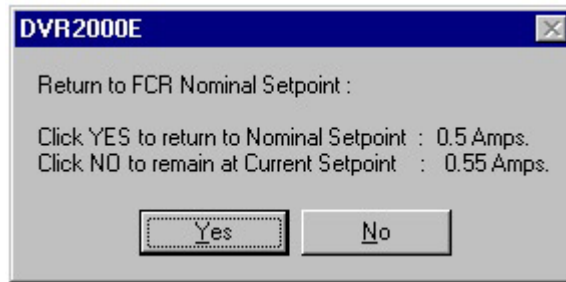 DVR2000E
Return to FCR Nominal Setpoint :
Click YES to return to Nominal Setpoint : 0.5 Amps.
Click NO to remain at Current Setpoint : 0.55 Amps.
Yes
No